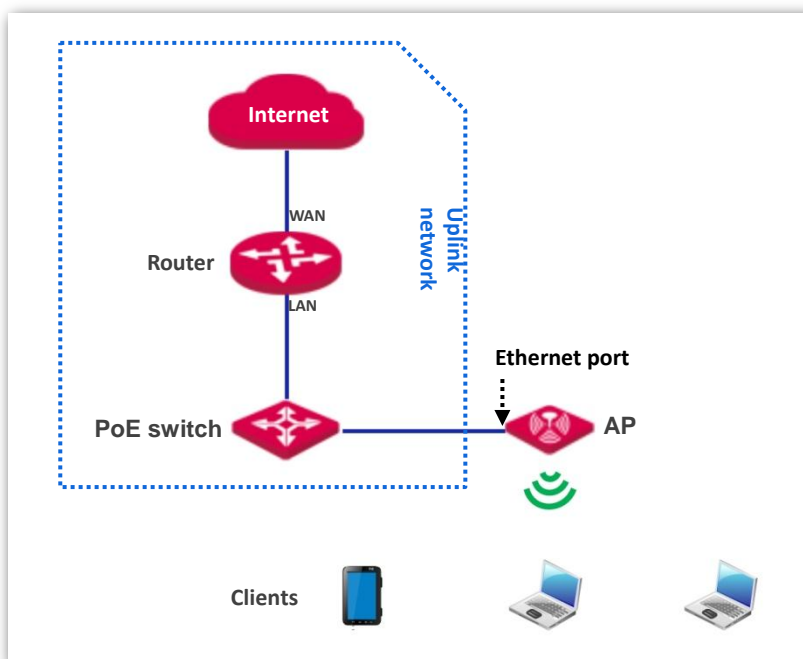 Internet
WAN
Router
LAN
Uplink
network
Ethernet port
PoE switch
AP
Clients